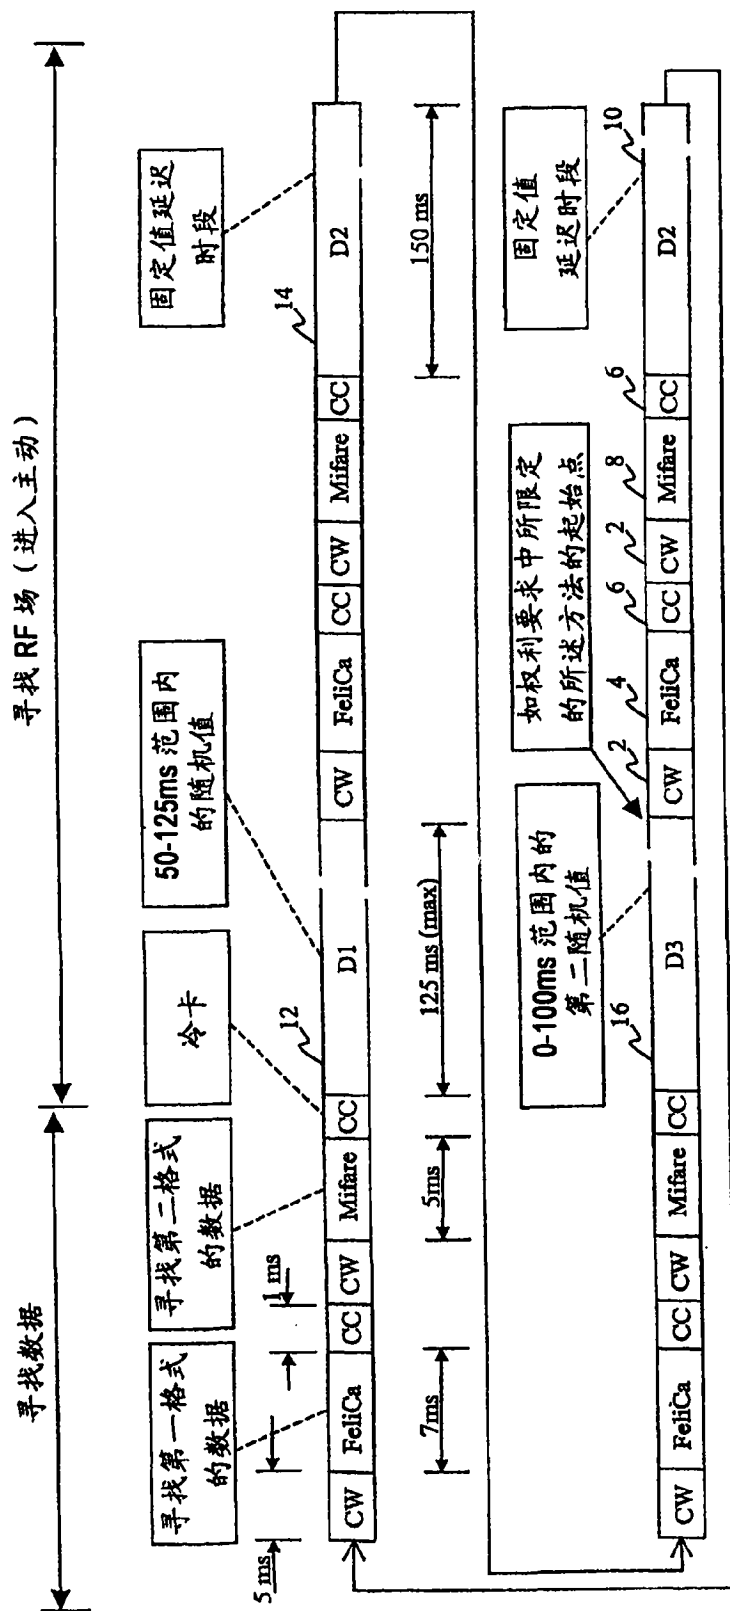 寻找数据
寻找 RF 场（进入主动）
寻找第一格式
的数据
寻找第二格式
的数据
冷卡
50-125ms 范围内
的随机值
固定值延迟
时段
5 ms
1 ms
12
14
CW
FeliCa
CC
CW
Mifare
CC
D1
CW
FeliCa
CC
CW
Mifare
CC
D2
7ms
5ms
125 ms (max)
150 ms
0-100ms 范围内的
第二随机值
如权利要求中所限定
的所述方法的起始点
固定值
延迟时段
16
2
4
6
2
8
6
10
CW
FeliCa
CC
CW
Mifare
CC
D3
CW
FeliCa
CC
CW
Mifare
CC
D2